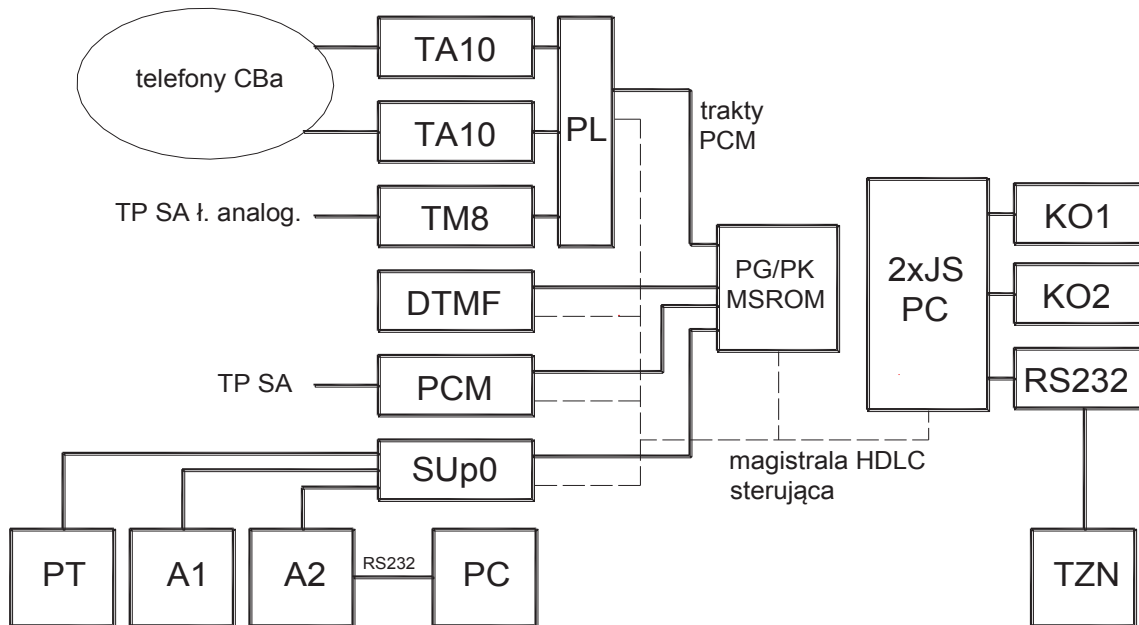 telefony CBa
TA10
TA10
PL
trakty
PCM
TP SA ł. analog.
TM8
DTMF
PG/PK
MSROM
2xJS
PC
KO1
KO2
RS232
TP SA
PCM
SUp0
magistrala HDLC
sterująca
PT
A1
A2
RS232
PC
TZN